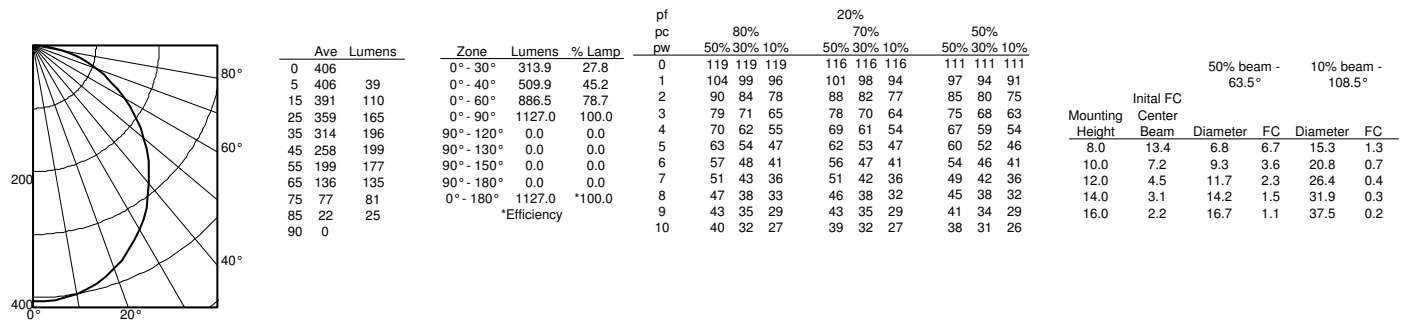 80°
60°
40°
200
400
0° 20°
Ave Lumens
0 406
5 406 39
15 391 110
25 359 165
35 314 196
45 258 199
55 199 177
65 136 135
75 77 81
85 22 25
90 0
Zone Lumens % Lamp
0° - 30° 313.9 27.8
0° - 40° 509.9 45.2
0° - 60° 886.5 78.7
0° - 90° 1127.0 100.0
90° - 120° 0.0 0.0
90° - 130° 0.0 0.0
90° - 150° 0.0 0.0
90° - 180° 0.0 0.0
0° - 180° 1127.0 *100.0
*Efficiency
pf 20%
pc 80% 70% 50%
pw 50% 30% 10% 50% 30% 10% 50% 30% 10%
0 119 119 119 116 116 116 111 111 111
1 104 99 96 101 98 94 97 94 91
2 90 84 78 88 82 77 85 80 75
3 79 71 65 78 70 64 75 68 63
4 70 62 55 69 61 54 67 59 54
5 63 54 47 62 53 47 60 52 46
6 57 48 41 56 47 41 54 46 41
7 51 43 36 51 42 36 49 42 36
8 47 38 33 46 38 32 45 38 32
9 43 35 29 43 35 29 41 34 29
10 40 32 27 39 32 27 38 31 26
50% beam - 10% beam -
63.5° 108.5°
Inital FC
Mounting Center
Height Beam Diameter FC Diameter FC
8.0 13.4 6.8 6.7 15.3 1.3
10.0 7.2 9.3 3.6 20.8 0.7
12.0 4.5 11.7 2.3 26.4 0.4
14.0 3.1 14.2 1.5 31.9 0.3
16.0 2.2 16.7 1.1 37.5 0.2